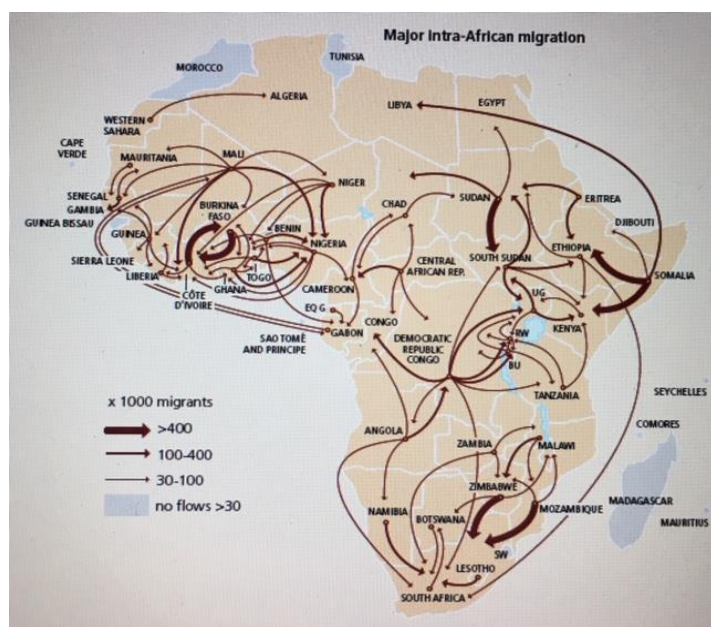 Major intra-African migration
TUNISIA
MOROCCO
ALGERIA
LIBYA
EGYPT
WESTERN
SAHARA
CAPE
VERDE
MAURITANIA
MALI
NIGER
SENEGAL
GAMBIA
GUINEA BISSAU
BURKINA
FASO
CHAD
SUDAN
ERITREA
DJIBOUTI
GUINEA
BENIN
NIGERIA
ETHIOPIA
SIERRA LEONE
LIBERIA
CÔTE
D'IVOIRE
GHANA
TOGO
CAMEROON
CENTRAL
AFRICAN REP.
SOUTH SUDAN
SOMALIA
EQ G
GABON
SAO TOMÉ
AND PRINCIPE
CONGO
DEMOCRATIC
REPUBLIC
CONGO
UG
KENYA
RW
BU
TANZANIA
SEYCHELLES
COMORES
x 1000 migrants
>400
100-400
30-100
no flows >30
ANGOLA
ZAMBIA
MALAWI
ZIMBABWE
MOZAMBIQUE
MADAGASCAR
MAURITIUS
NAMIBIA
BOTSWANA
SW
LESOTHO
SOUTH AFRICA